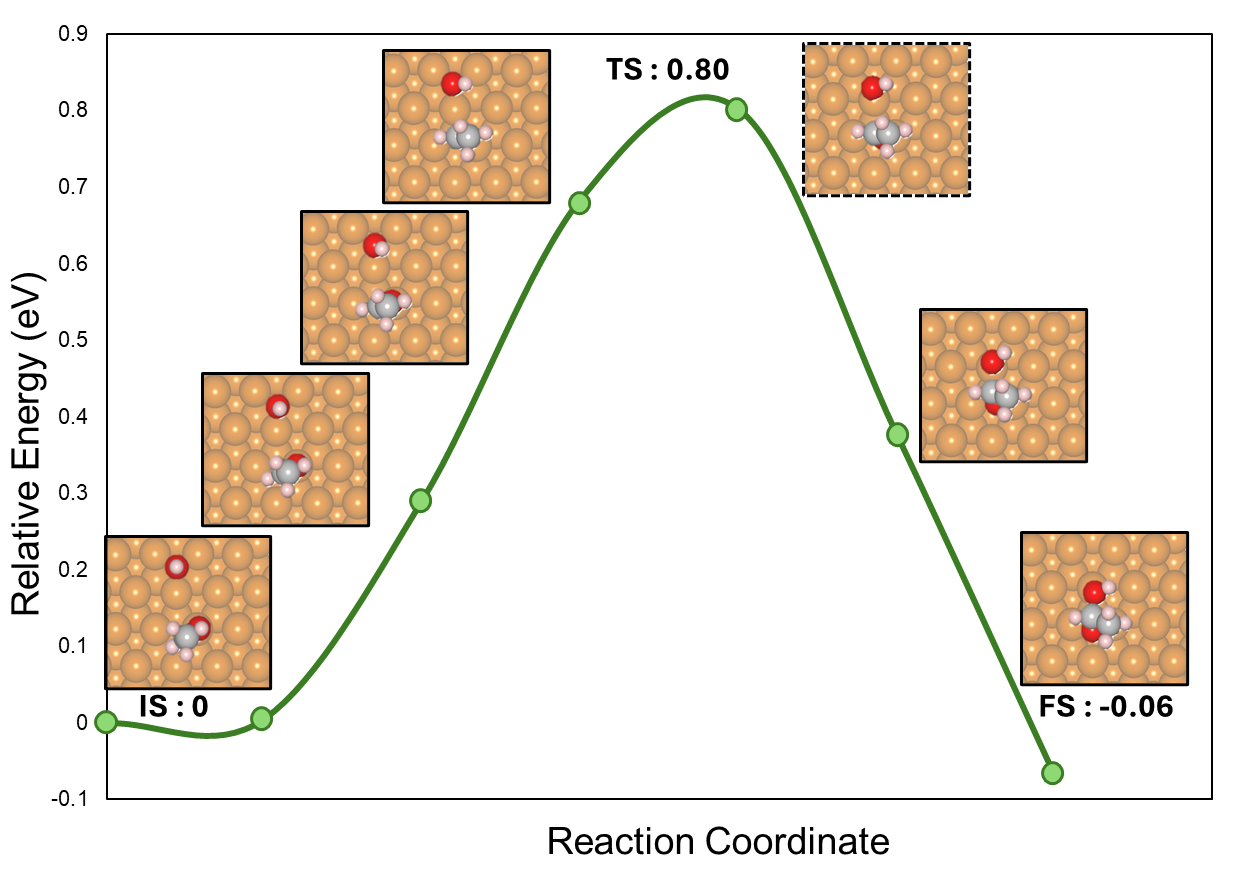 0.9
TS : 0.80
0.8
0.7
0.6
0.5
0.4
0.3
0.2
0.1
0
-0.1
IS : 0
FS : -0.06
Relative Energy (eV)
Reaction Coordinate